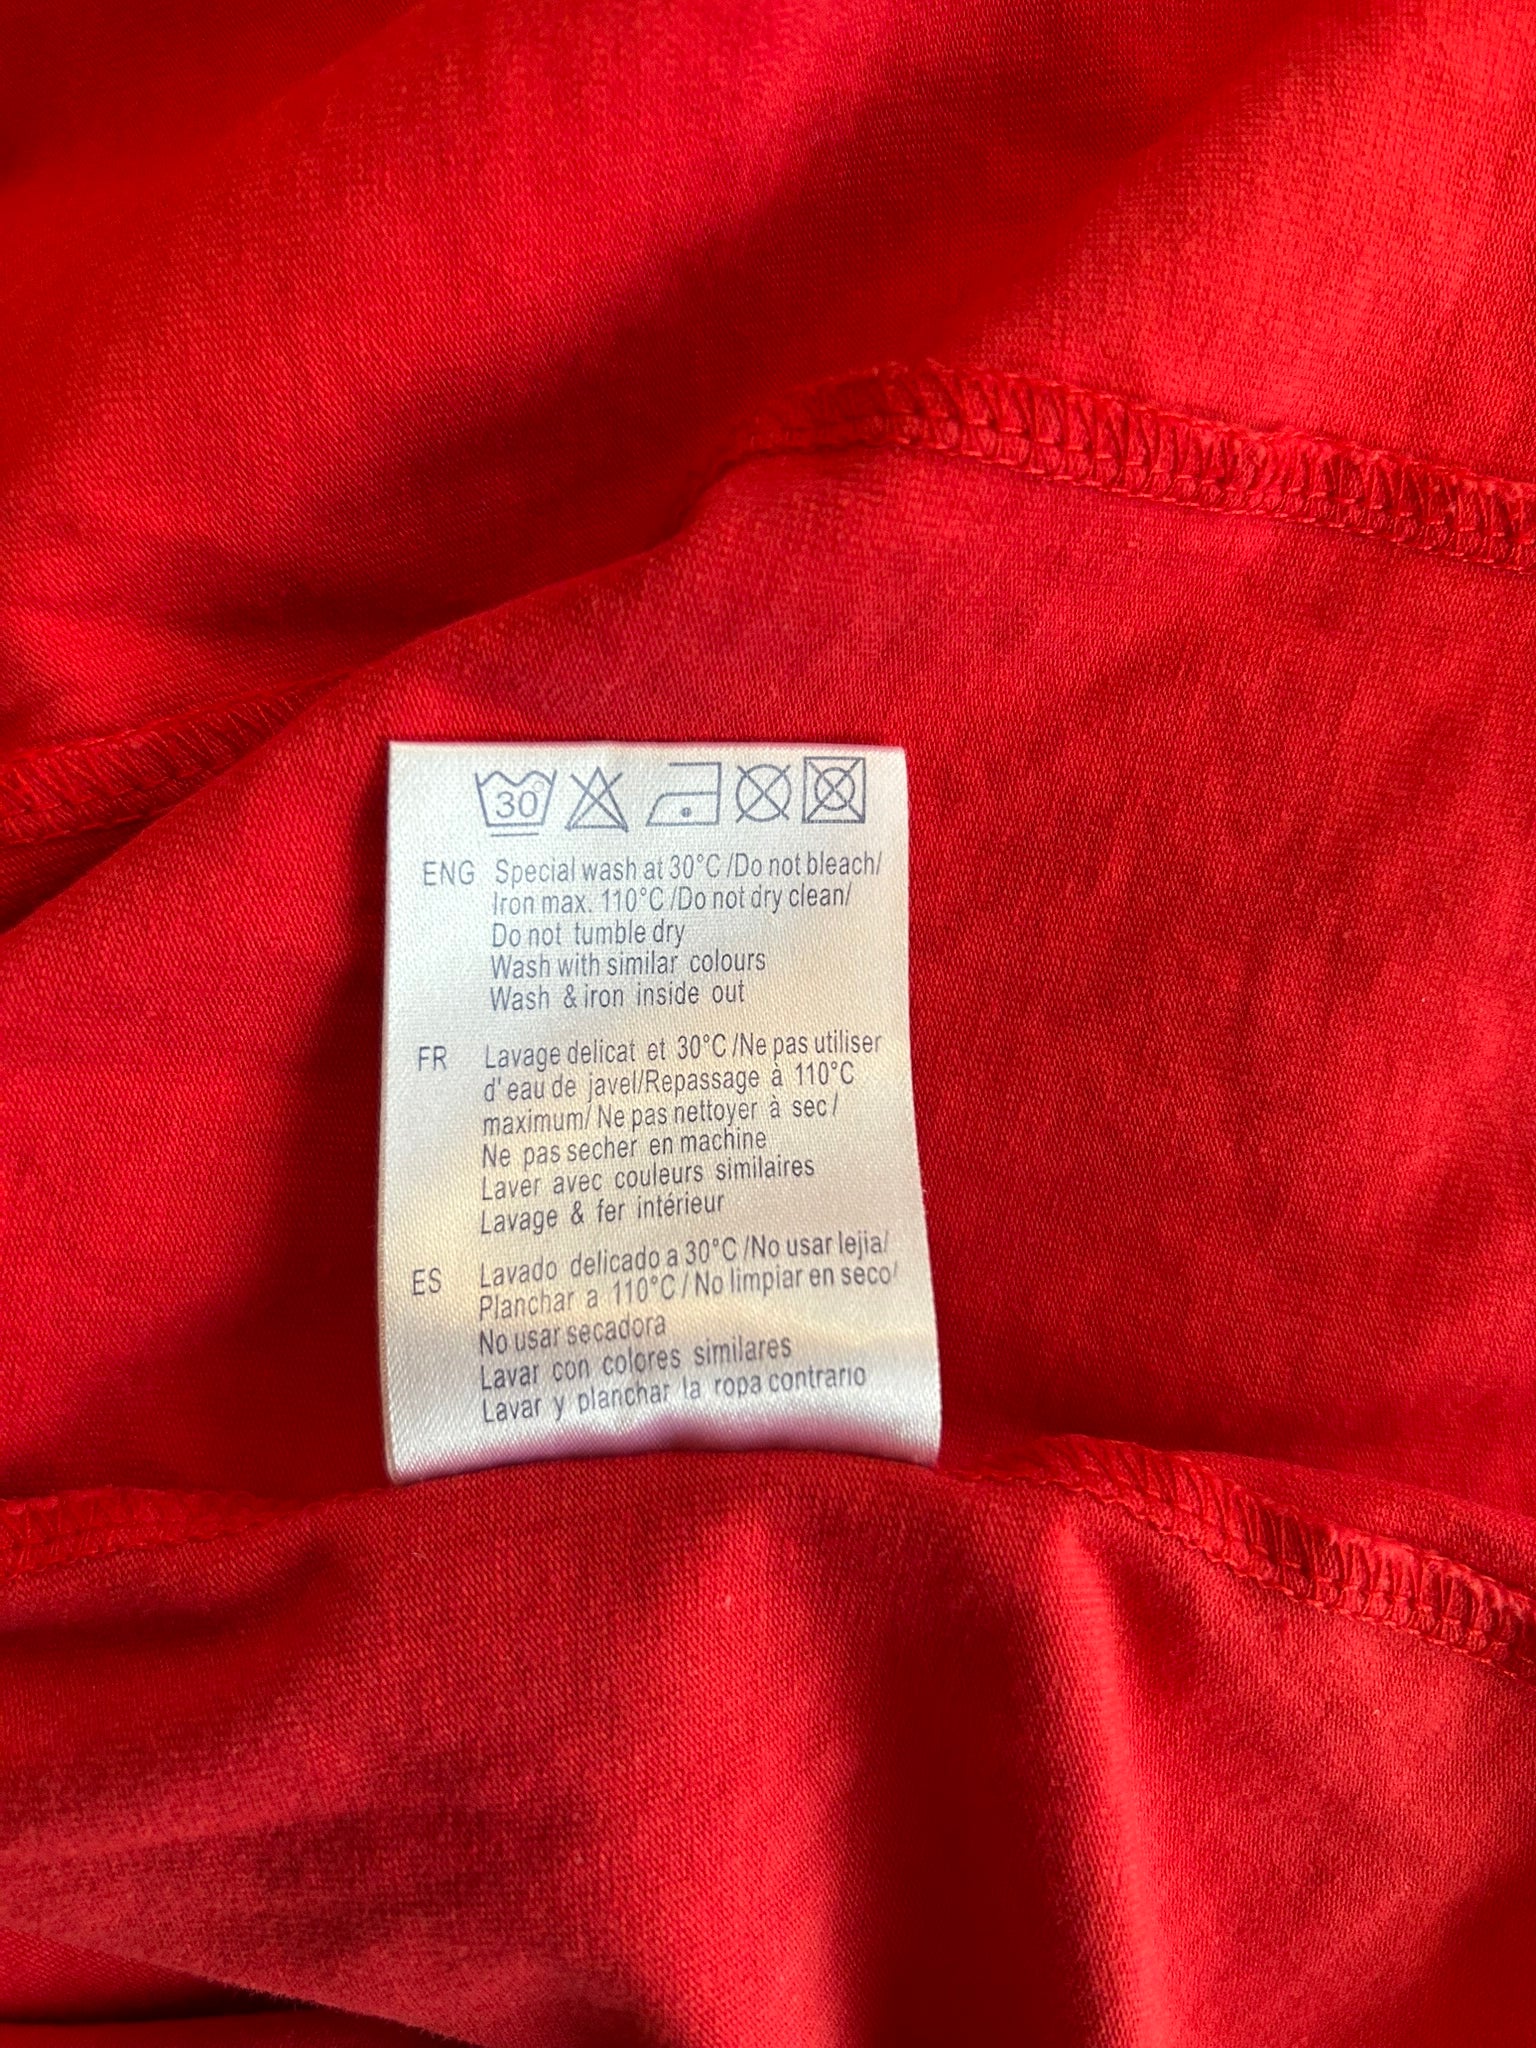 30°
ENG Special wash at 30°C /Do not bleach/
Iron max. 110°C /Do not dry clean/
Do not tumble dry
Wash with similar colours
Wash & iron inside out
FR Lavage delicat et 30°C /Ne pas utiliser
d' eau de javel/Repassage à 110°C
maximum/ Ne pas nettoyer à sec /
Ne pas secher en machine
Laver avec couleurs similaires
Lavage & fer intérieur
ES Lavado delicado a 30°C /No usar lejia/
Planchar a 110°C / No limpiar en seco/
No usar secadora
Lavar con colores similares
Lavar y planchar la ropa contrario